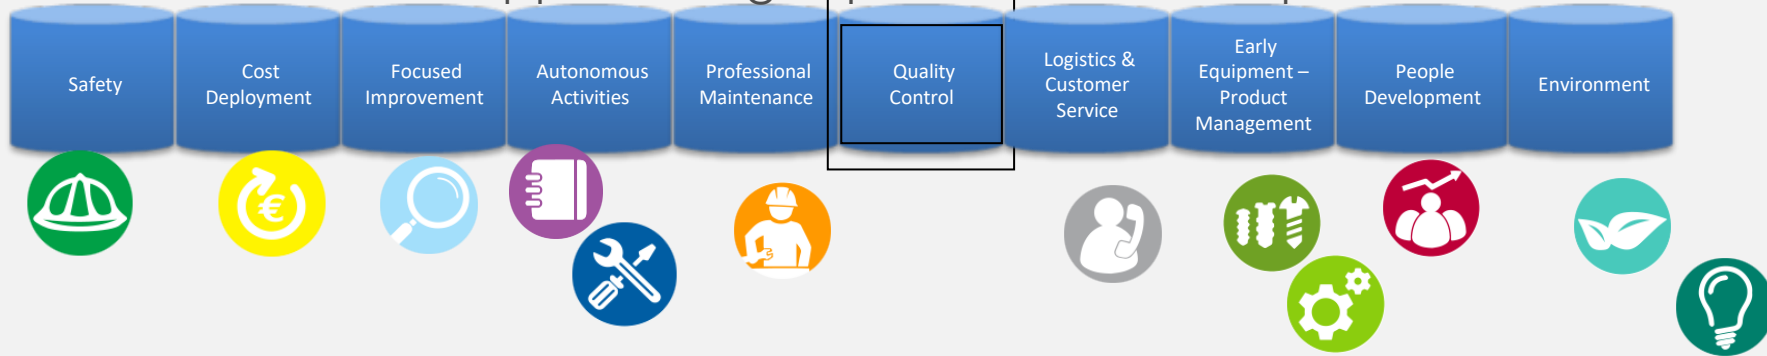 Safety
Cost
Deployment
Focused
Improvement
Autonomous
Activities
Professional
Maintenance
Quality
Control
Logistics &
Customer
Service
Early
Equipment –
Product
Management
People
Development
Environment
€